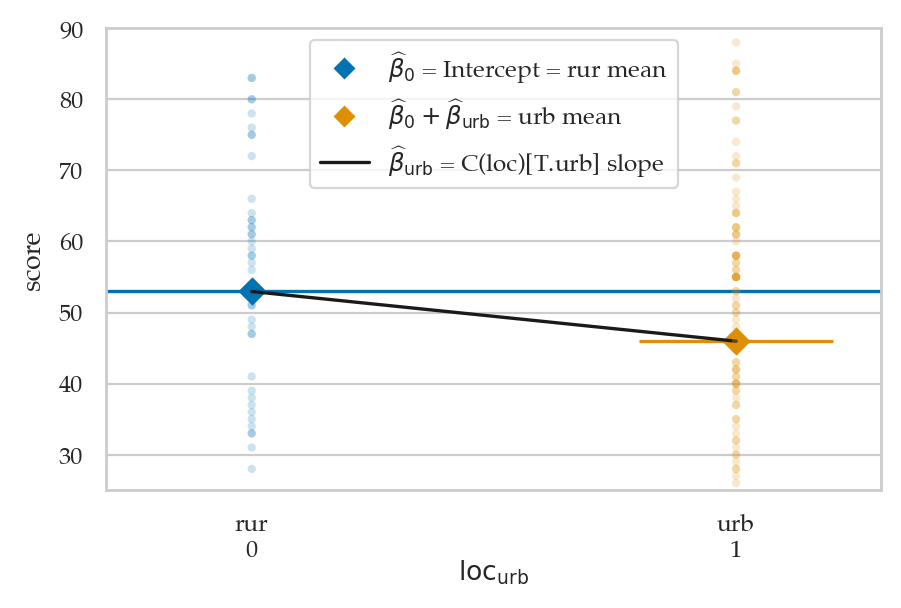 90
80
70
60
50
40
30
score
β̂₀ = Intercept = rur mean
β̂₀ + β̂urb = urb mean
β̂urb = C(loc)[T.urb] slope
rur urb
0 1
locurb